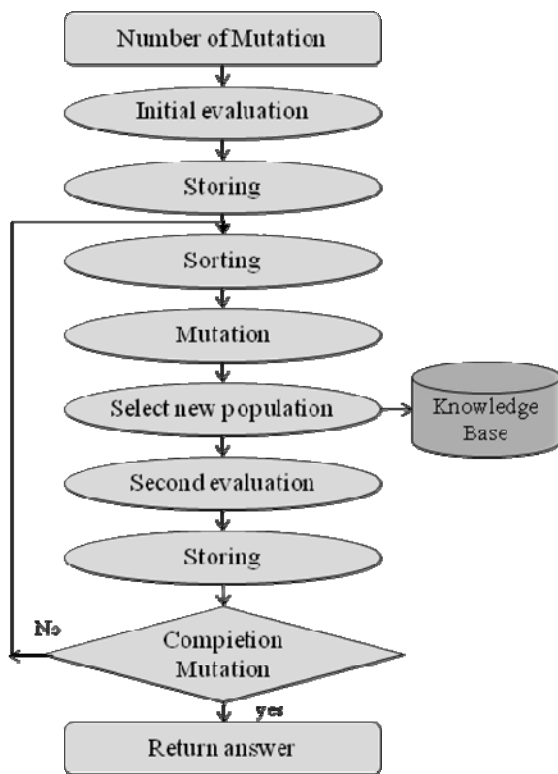 Number of Mutation
Initial evaluation
Storing
Sorting
Mutation
Select new population
Knowledge
Base
Second evaluation
Storing
No
Completion
Mutation
yes
Return answer